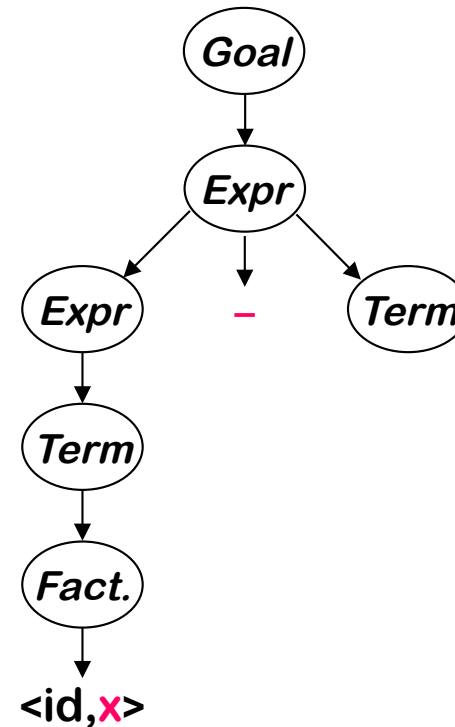 Goal
Expr
Expr – Term
Term
Fact.
<id,x>